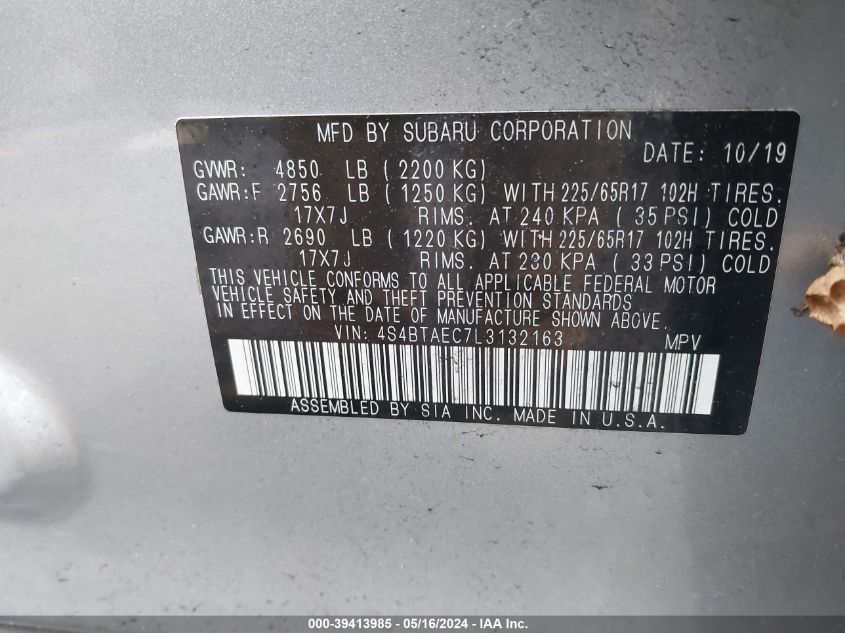 MFD BY SUBARU CORPORATION
DATE: 10/19
GVWR: 4850 LB ( 2200 KG)
GAWR:F 2756 LB ( 1250 KG) WITH 225/65R17 102H TIRES.
17X7J RIMS. AT 240 KPA ( 35 PSI) COLD
GAWR:R 2690 LB ( 1220 KG) WITH 225/65R17 102H TIRES.
17X7J RIMS. AT 230 KPA ( 33 PSI) COLD
THIS VEHICLE CONFORMS TO ALL APPLICABLE FEDERAL MOTOR
VEHICLE SAFETY AND THEFT PREVENTION STANDARDS
IN EFFECT ON THE DATE OF MANUFACTURE SHOWN ABOVE.
VIN: 4S4BTAEC7L3132163 MPV
ASSEMBLED BY SIA INC. MADE IN U.S.A.
000-39413985 - 05/16/2024 - IAA Inc.